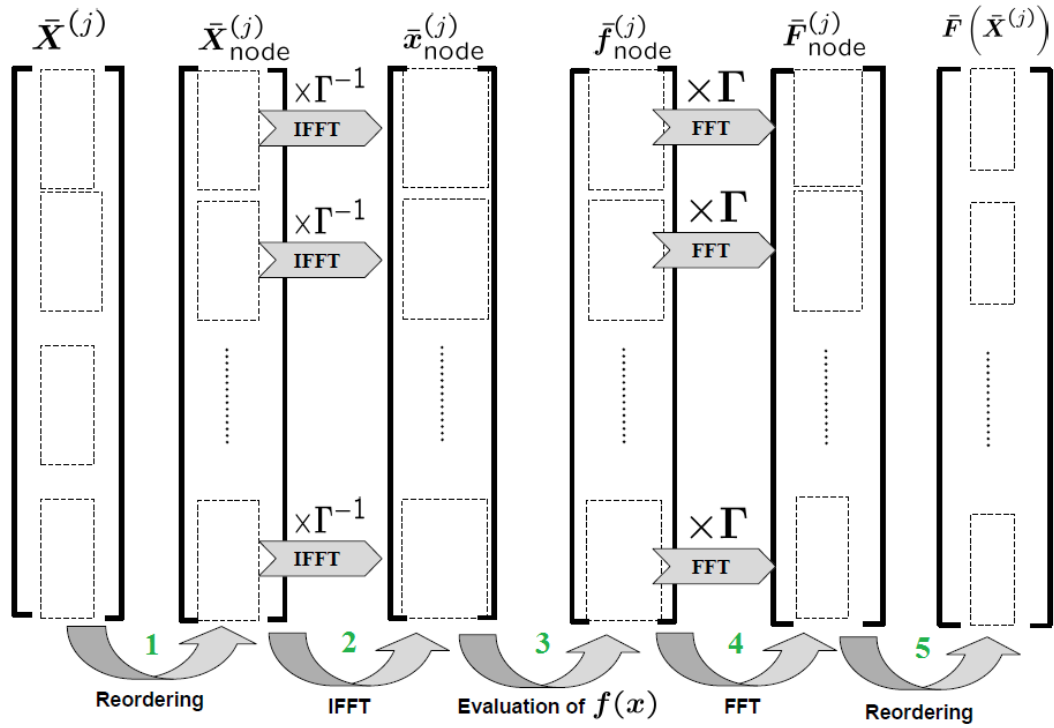 X̄^(j) X̄_node^(j) x̄_node^(j) f̄_node^(j) F̄_node^(j) F̄(X̄^(j))
×Γ⁻¹ ×Γ
IFFT FFT
×Γ⁻¹ ×Γ
IFFT FFT
×Γ⁻¹ ×Γ
IFFT FFT
1 2 3 4 5
Reordering IFFT Evaluation of f(x) FFT Reordering